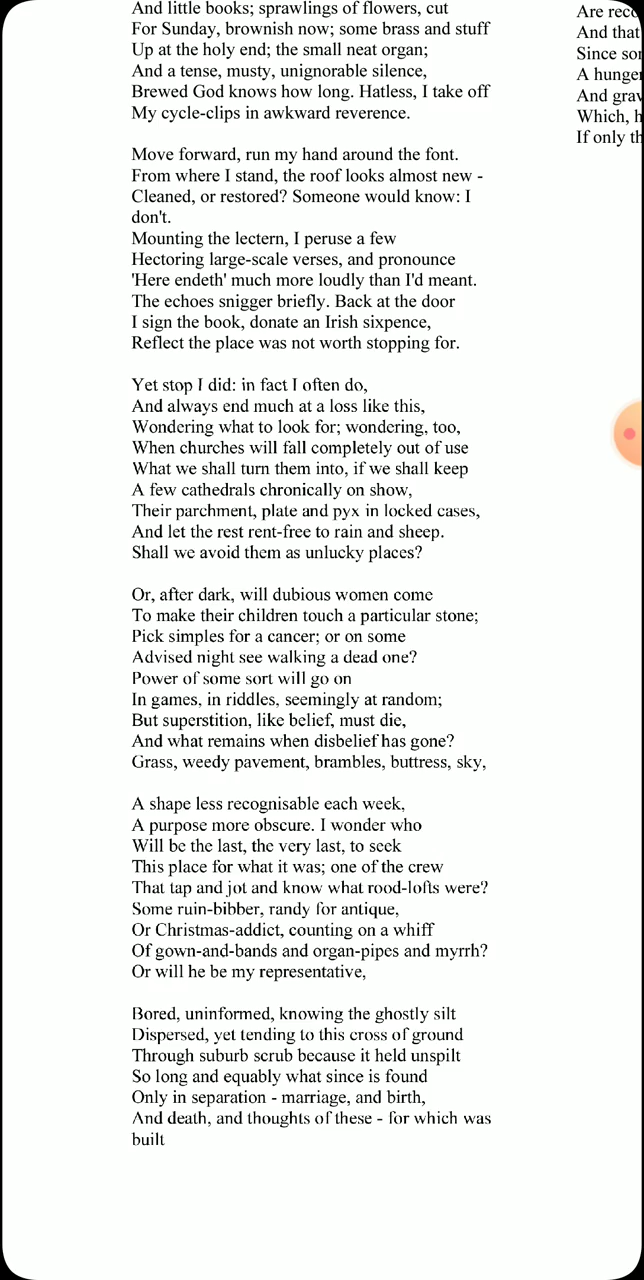 And little books; sprawlings of flowers, cut
For Sunday, brownish now; some brass and stuff
Up at the holy end; the small neat organ;
And a tense, musty, unignorable silence,
Brewed God knows how long. Hatless, I take off
My cycle-clips in awkward reverence.
Move forward, run my hand around the font.
From where I stand, the roof looks almost new -
Cleaned, or restored? Someone would know: I
don't.
Mounting the lectern, I peruse a few
Hectoring large-scale verses, and pronounce
'Here endeth' much more loudly than I'd meant.
The echoes snigger briefly. Back at the door
I sign the book, donate an Irish sixpence,
Reflect the place was not worth stopping for.
Yet stop I did: in fact I often do,
And always end much at a loss like this,
Wondering what to look for; wondering, too,
When churches will fall completely out of use
What we shall turn them into, if we shall keep
A few cathedrals chronically on show,
Their parchment, plate and pyx in locked cases,
And let the rest rent-free to rain and sheep.
Shall we avoid them as unlucky places?
Or, after dark, will dubious women come
To make their children touch a particular stone;
Pick simples for a cancer; or on some
Advised night see walking a dead one?
Power of some sort will go on
In games, in riddles, seemingly at random;
But superstition, like belief, must die,
And what remains when disbelief has gone?
Grass, weedy pavement, brambles, buttress, sky,
A shape less recognisable each week,
A purpose more obscure. I wonder who
Will be the last, the very last, to seek
This place for what it was; one of the crew
That tap and jot and know what rood-lofts were?
Some ruin-bibber, randy for antique,
Or Christmas-addict, counting on a whiff
Of gown-and-bands and organ-pipes and myrrh?
Or will he be my representative,
Bored, uninformed, knowing the ghostly silt
Dispersed, yet tending to this cross of ground
Through suburb scrub because it held unspilt
So long and equably what since is found
Only in separation - marriage, and birth,
And death, and thoughts of these - for which was
built
Are
And that
Since
A
And
Which,
If only